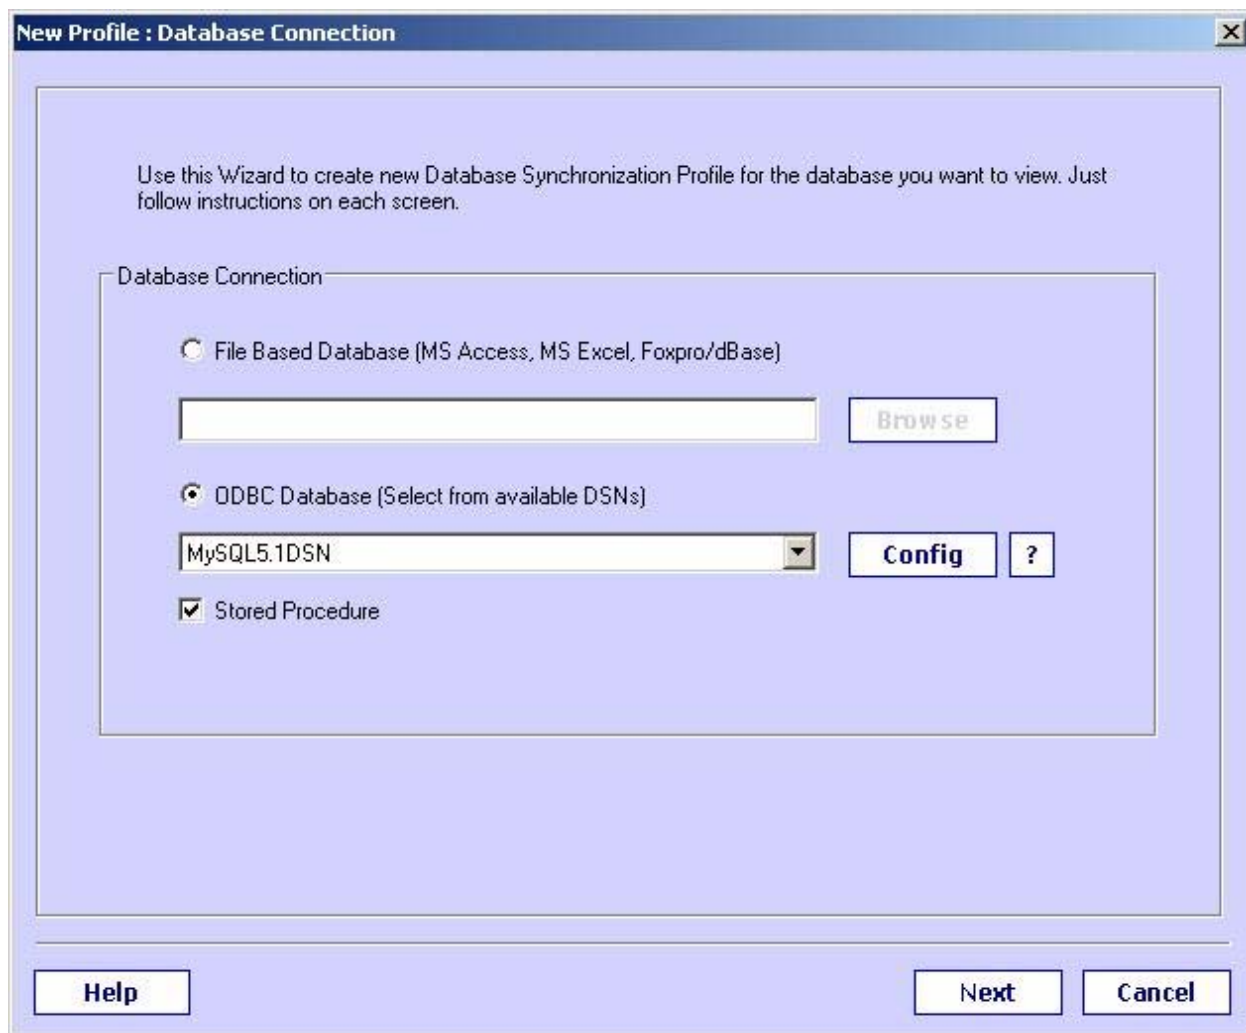 New Profile : Database Connection
Use this Wizard to create new Database Synchronization Profile for the database you want to view. Just
follow instructions on each screen.
Database Connection
File Based Database (MS Access, MS Excel, Foxpro/dBase)
Browse
ODBC Database (Select from available DSNs)
MySQL5.1DSN
Config ?
Stored Procedure
Help Next Cancel